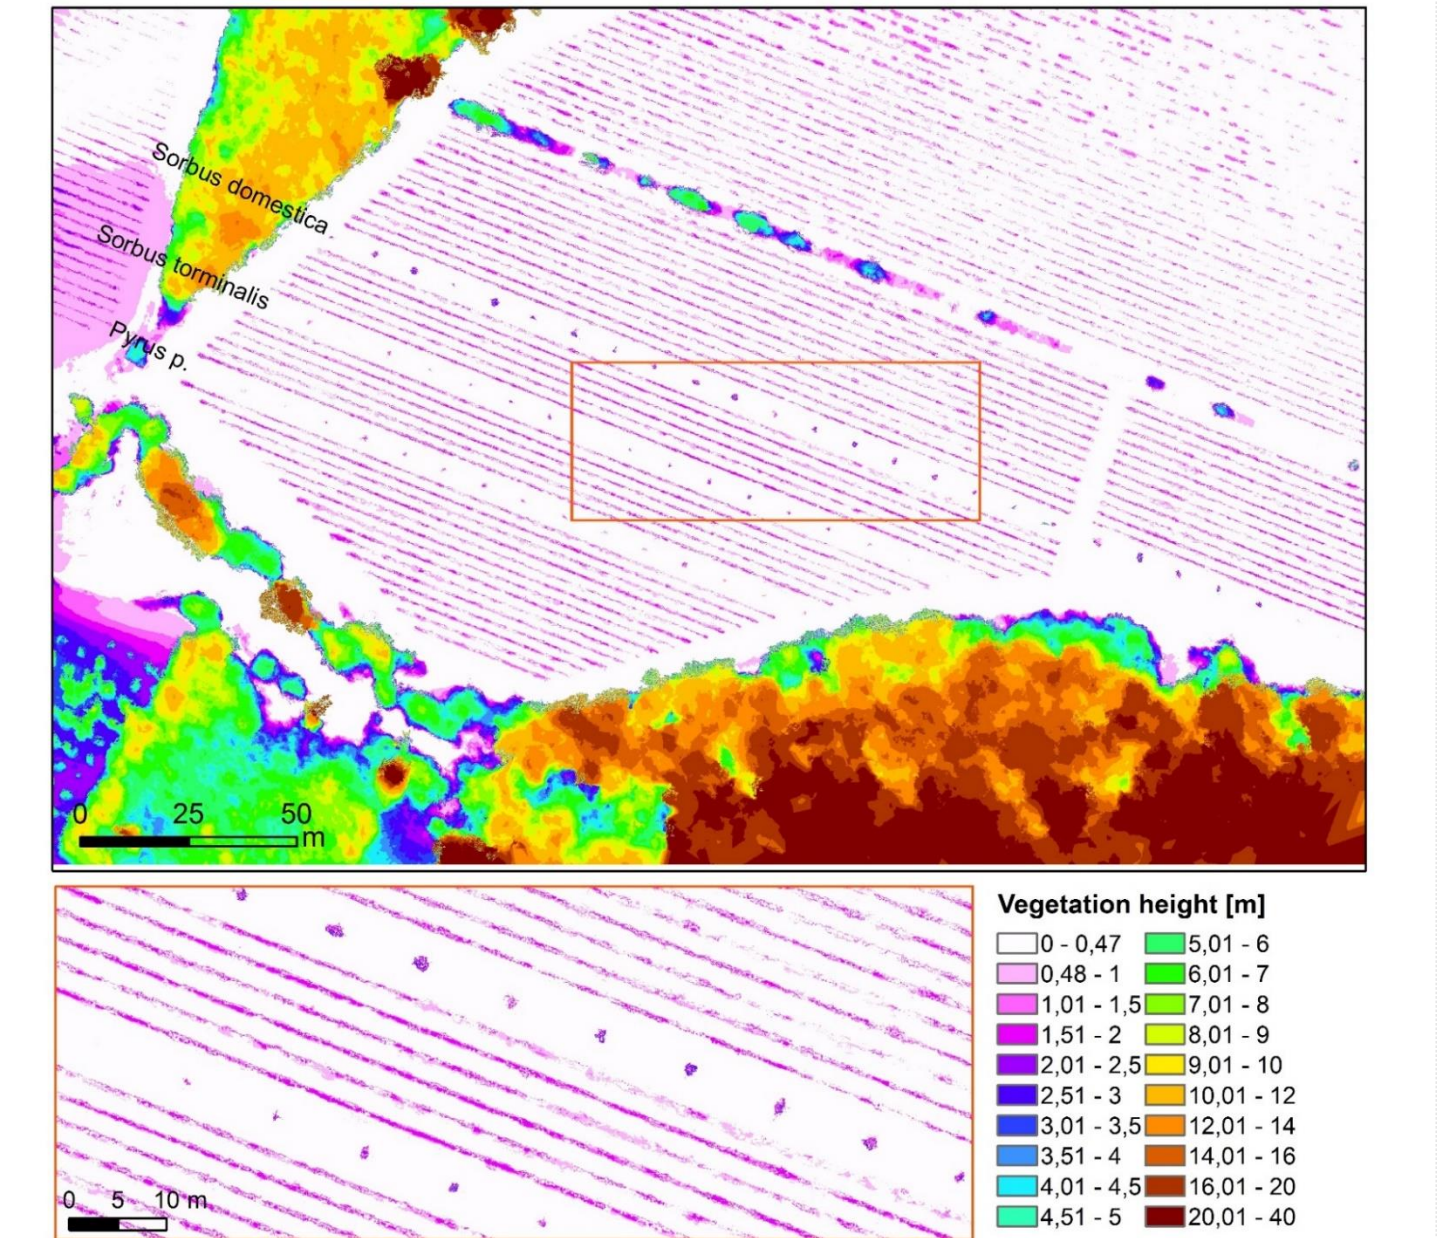 Sorbus domestica
Sorbus torminalis
Pyrus p.
0 25 50
m
Vegetation height [m]
0 - 0,47 5,01 - 6
0,48 - 1 6,01 - 7
1,01 - 1,5 7,01 - 8
1,51 - 2 8,01 - 9
2,01 - 2,5 9,01 - 10
2,51 - 3 10,01 - 12
3,01 - 3,5 12,01 - 14
3,51 - 4 14,01 - 16
4,01 - 4,5 16,01 - 20
4,51 - 5 20,01 - 40
0 5 10 m